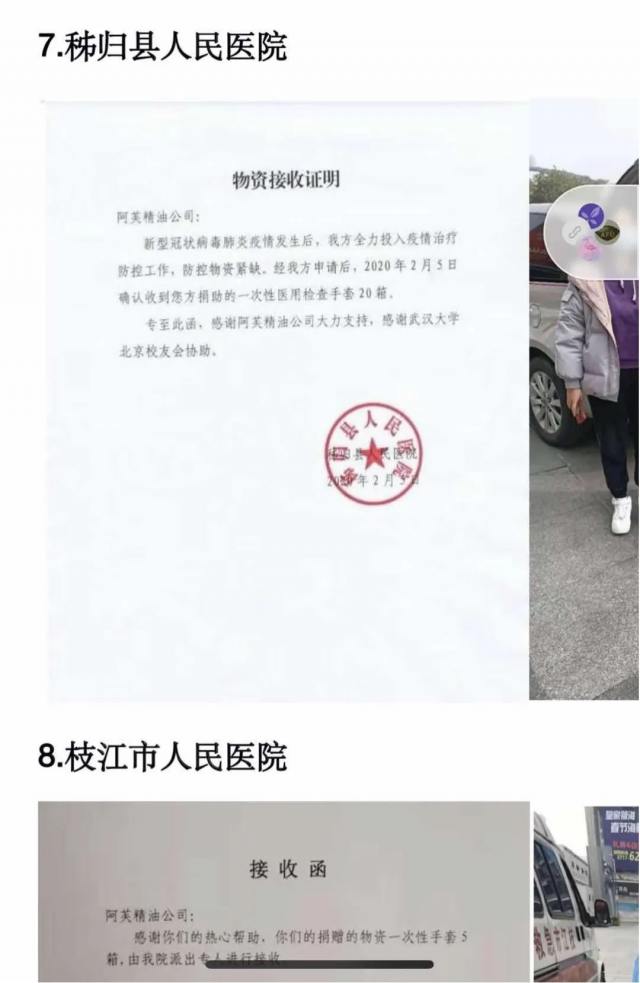 7.秭归县人民医院
物资接收证明
阿芙精油公司：
新型冠状病毒肺炎疫情发生后，我方全力投入疫情治疗
防控工作，防控物资紧缺。经我方申请后，2020年2月5日
确认收到您方捐助的一次性医用检查手套20箱。
专至此函，感谢阿芙精油公司大力支持，感谢武汉大学
北京校友会协助。
秭归县人民医院
2020年2月5日
8.枝江市人民医院
接收函
阿芙精油公司：
感谢你们的热心帮助、你们的捐赠的物资一次性手套5
箱,由我院派出专人进行接收